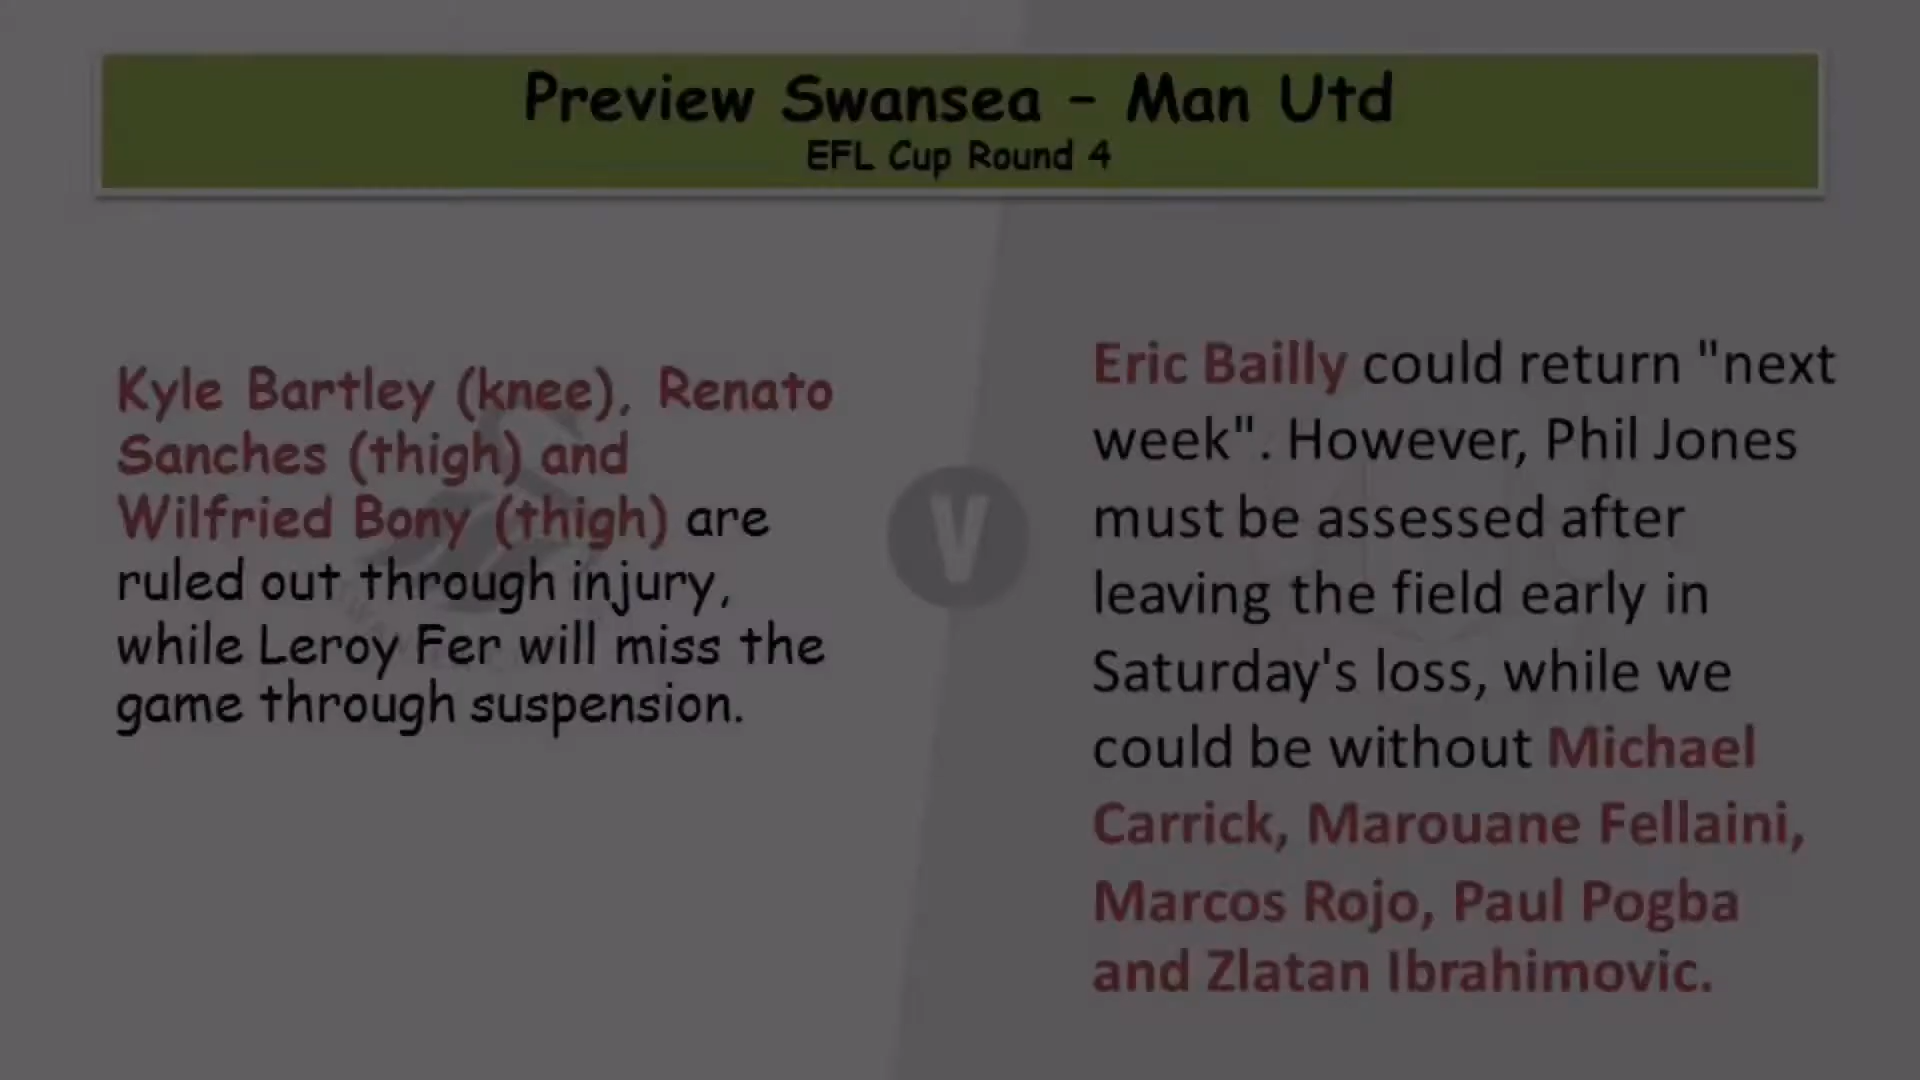 Preview Swansea – Man Utd
EFL Cup Round 4
Kyle Bartley (knee), Renato
Sanches (thigh) and
Wilfried Bony (thigh) are
ruled out through injury,
while Leroy Fer will miss the
game through suspension.
V
Eric Bailly could return "next
week". However, Phil Jones
must be assessed after
leaving the field early in
Saturday's loss, while we
could be without Michael
Carrick, Marouane Fellaini,
Marcos Rojo, Paul Pogba
and Zlatan Ibrahimovic.